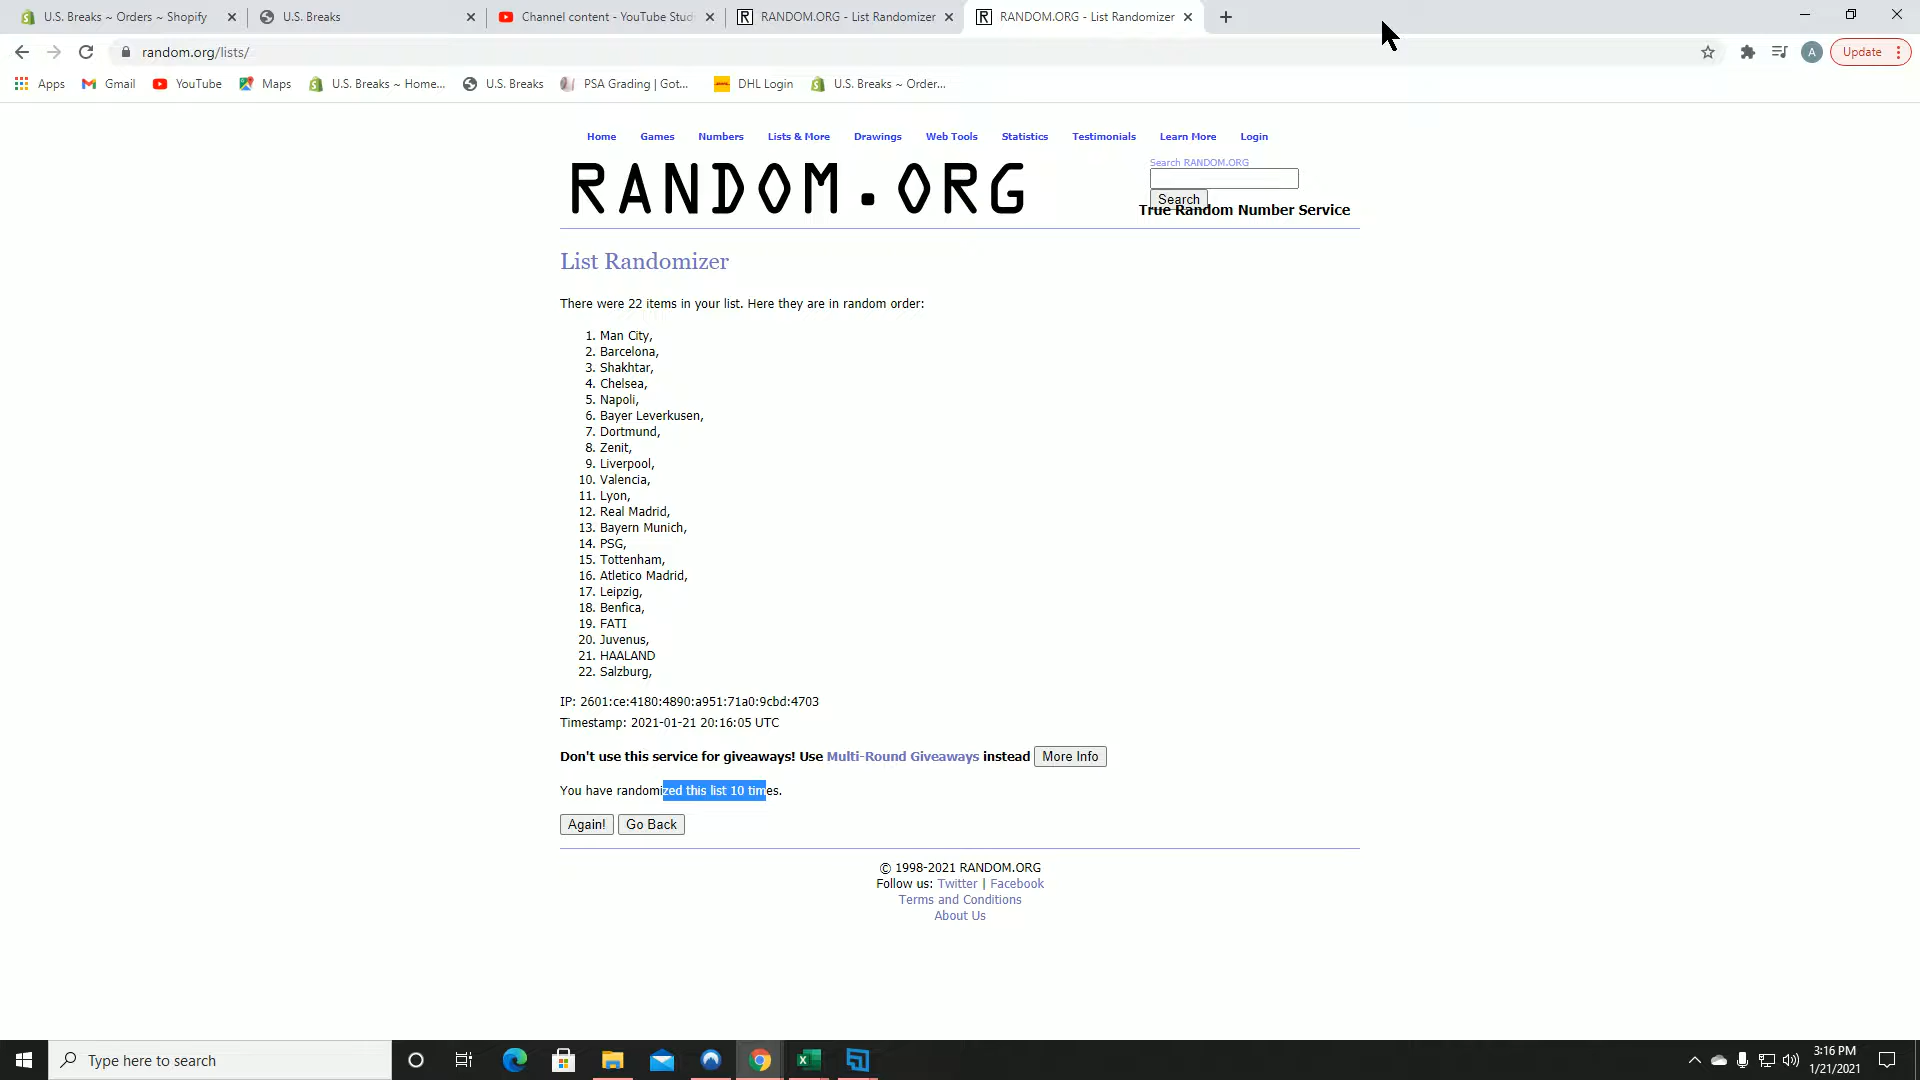 U.S. Breaks ~ Orders ~ Shopify
U.S. Breaks
Channel content - YouTube Stud
RANDOM.ORG - List Randomizer
RANDOM.ORG - List Randomizer
random.org/lists/
A
Update
Apps
Gmail
YouTube
Maps
U.S. Breaks ~ Home...
U.S. Breaks
PSA Grading | Got...
DHL Login
U.S. Breaks ~ Order...
Home Games Numbers Lists & More Drawings Web Tools Statistics Testimonials Learn More Login
RANDOM.ORG
Search RANDOM.ORG
Search
True Random Number Service
List Randomizer
There were 22 items in your list. Here they are in random order:
1. Man City,
2. Barcelona,
3. Shakhtar,
4. Chelsea,
5. Napoli,
6. Bayer Leverkusen,
7. Dortmund,
8. Zenit,
9. Liverpool,
10. Valencia,
11. Lyon,
12. Real Madrid,
13. Bayern Munich,
14. PSG,
15. Tottenham,
16. Atletico Madrid,
17. Leipzig,
18. Benfica,
19. FATI
20. Juvenus,
21. HAALAND
22. Salzburg,
IP: 2601:ce:4180:4890:a951:71a0:9cbd:4703
Timestamp: 2021-01-21 20:16:05 UTC
Don't use this service for giveaways! Use Multi-Round Giveaways instead More Info
You have randomized this list 10 times.
Again! Go Back
© 1998-2021 RANDOM.ORG
Follow us: Twitter | Facebook
Terms and Conditions
About Us
Type here to search
3:16 PM
1/21/2021